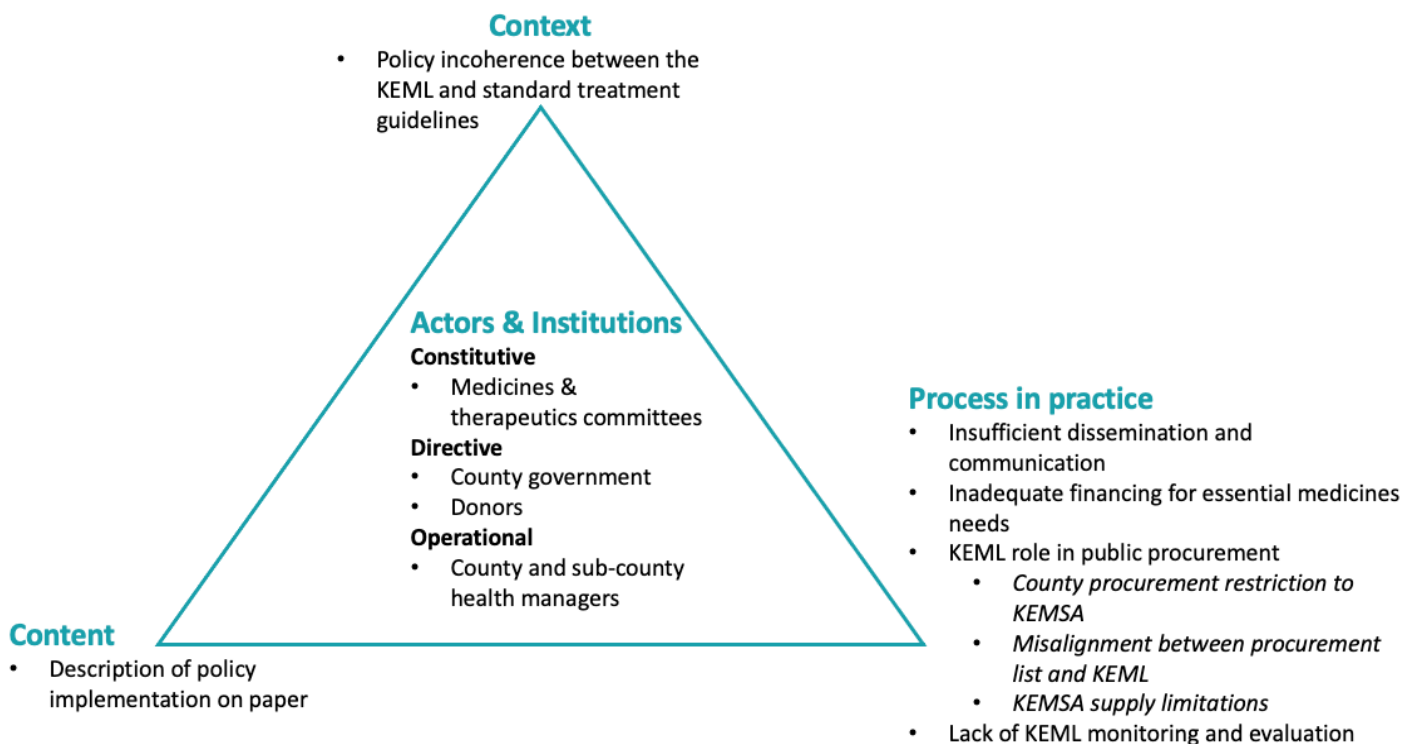 Context
• Policy incoherence between the
KEML and standard treatment
guidelines
Actors & Institutions
Constitutive
• Medicines &
therapeutics committees
Directive
• County government
• Donors
Operational
• County and sub-county
health managers
Content
• Description of policy
implementation on paper
Process in practice
• Insufficient dissemination and
communication
• Inadequate financing for essential medicines
needs
• KEML role in public procurement
• County procurement restriction to
KEMSA
• Misalignment between procurement
list and KEML
• KEMSA supply limitations
• Lack of KEML monitoring and evaluation